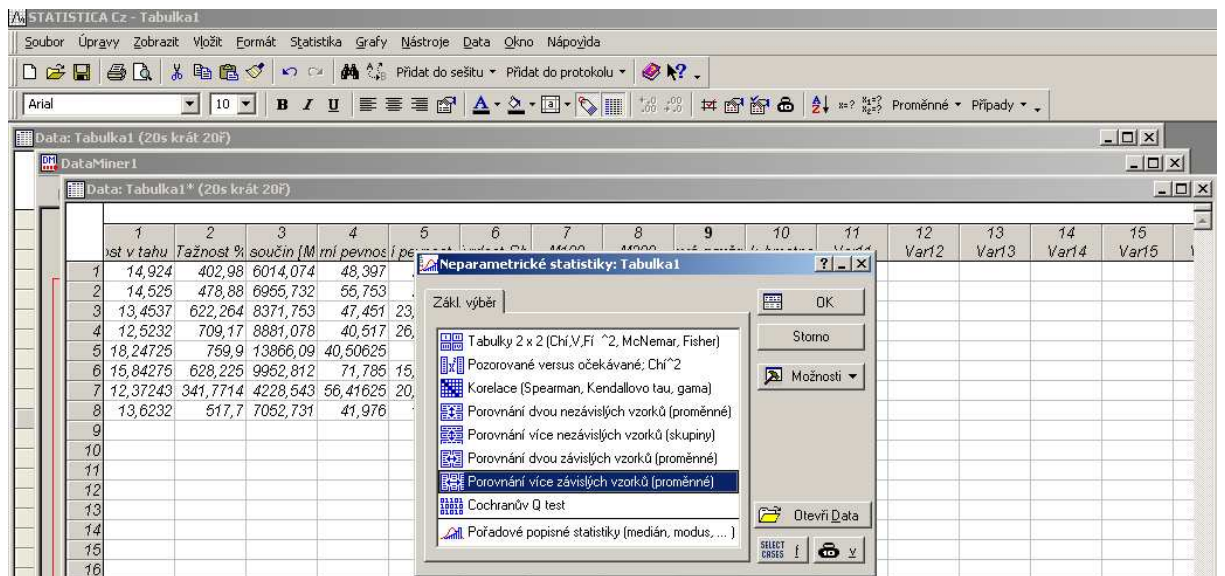 STATISTICA Cz - Tabulka1
Soubor Úpravy Zobrazit Vložit Formát Statistika Grafy Nástroje Data Okno Nápověda
Přidat do sešitu Přidat do protokolu
Arial 10 B I U Proměnné Případy
Data: Tabulka1 (20s krát 20ř)
DataMiner1
Data: Tabulka1* (20s krát 20ř)
1 2 3 4 5 6 7 8 9 10 11 12 13 14 15
ost v tahu Tažnost % součin [M rní pevnos Var12 Var13 Var14 Var15
1 14,924 402,98 6014,074 48,397
2 14,525 478,88 6955,732 55,753
3 13,4537 622,264 8371,753 47,451 23,
4 12,5232 709,17 8881,078 40,517 26,
5 18,24725 759,9 13866,09 40,50625
6 15,84275 628,225 9952,812 71,785 15,
7 12,37243 341,7714 4228,543 56,41625 20,
8 13,6232 517,7 7052,731 41,976
9
10
11
12
13
14
15
16
Neparametrické statistiky: Tabulka1
Zákl. výběr
Tabulky 2 x 2 (Chí,V,Fí ^2, McNemar, Fisher)
Pozorované versus očekávané; Chí^2
Korelace (Spearman, Kendallovo tau, gama)
Porovnání dvou nezávislých vzorků (proměnné)
Porovnání více nezávislých vzorků (skupiny)
Porovnání dvou závislých vzorků (proměnné)
Porovnání více závislých vzorků (proměnné)
Cochranův Q test
Pořadové popisné statistiky (medián, modus, ... )
OK
Storno
Možnosti
Otevři Data
SELECT CASES f v